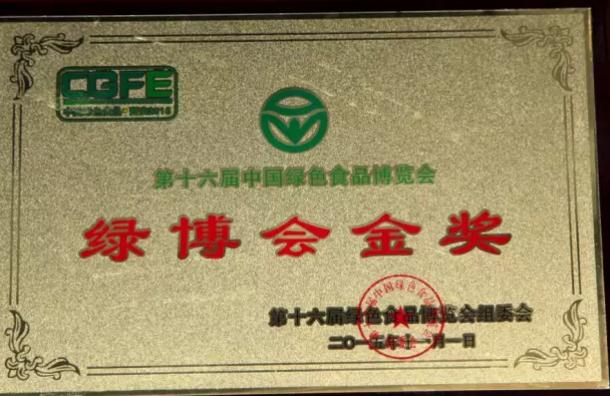 CGFE
第十六届中国绿色食品博览会
绿博会金奖
第十六届绿色食品博览会组委会
二〇一五年十一月一日